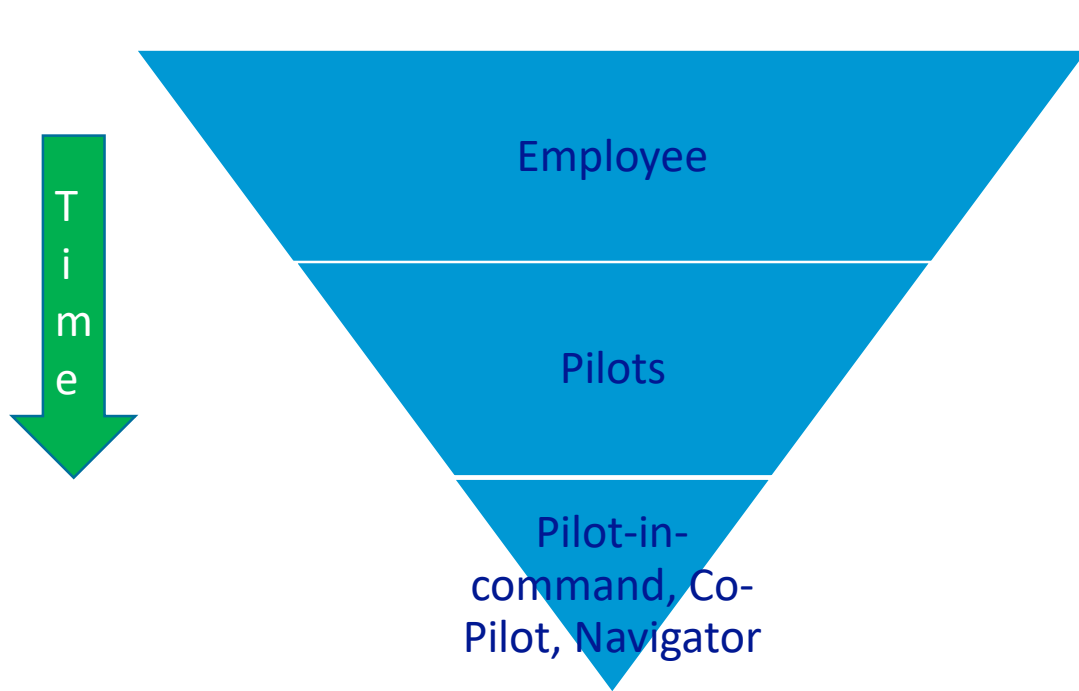 Employee
T
i
m
e
Pilots
Pilot-in-
command, Co-
Pilot, Navigator